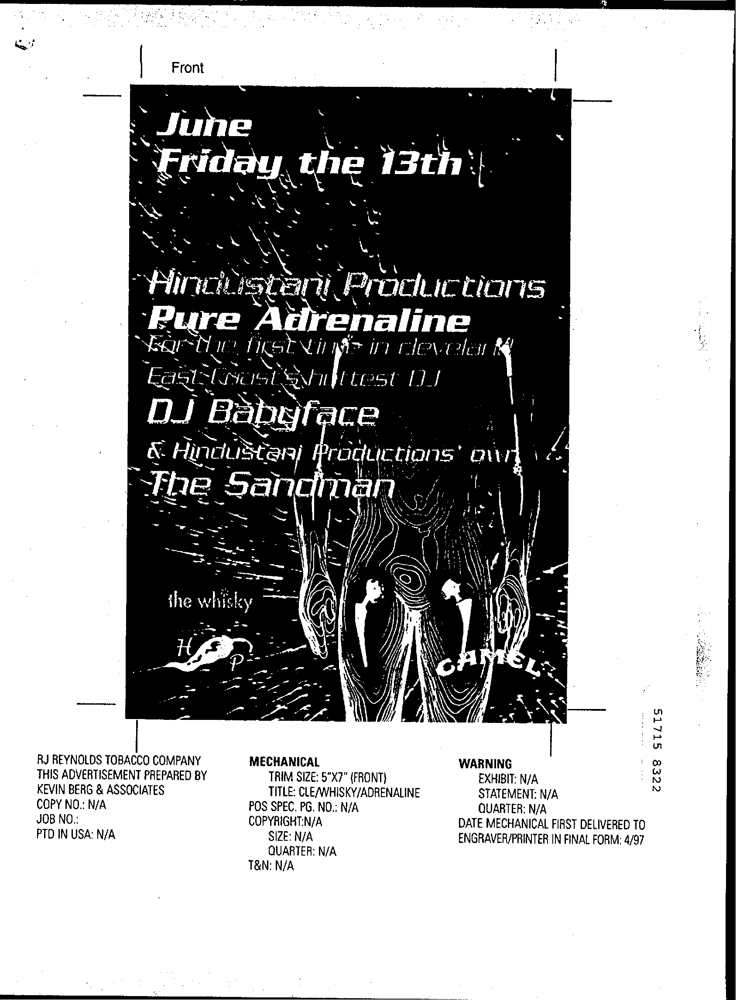 Front
June
Friday the 13th
Hindustani Productions
Pure Adrenaline
For the first time in cleveland
East Coast's hottest DJ
DJ Babyface
& Hindustani Productions' own
The Sandman
the whisky
H
P
CAMEL
51715 8322
RJ REYNOLDS TOBACCO COMPANY
THIS ADVERTISEMENT PREPARED BY
KEVIN BERG & ASSOCIATES
COPY NO.: N/A
JOB NO.:
PTD IN USA: N/A
MECHANICAL
TRIM SIZE: 5"X7" (FRONT)
TITLE: CLE/WHISKY/ADRENALINE
POS SPEC. PG. NO.: N/A
COPYRIGHT:N/A
SIZE: N/A
QUARTER: N/A
T&N: N/A
WARNING
EXHIBIT: N/A
STATEMENT: N/A
QUARTER: N/A
DATE MECHANICAL FIRST DELIVERED TO
ENGRAVER/PRINTER IN FINAL FORM: 4/97